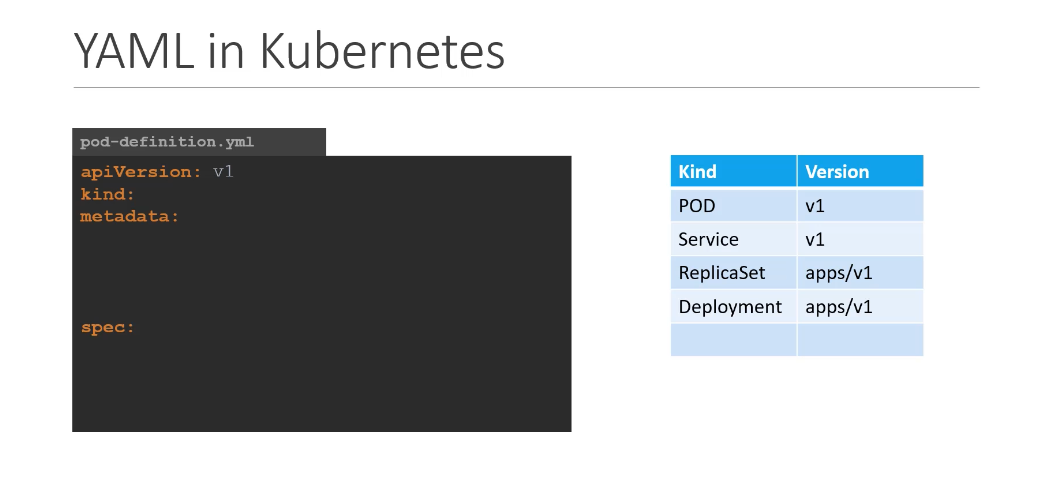 YAML in Kubernetes
pod-definition.yml
apiVersion: v1
kind:
metadata:
spec:
Kind Version
POD v1
Service v1
ReplicaSet apps/v1
Deployment apps/v1